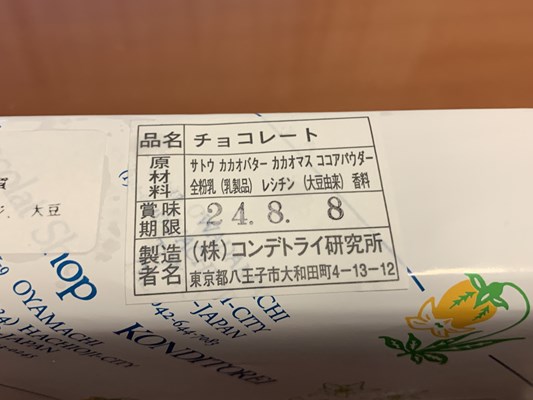 品名 チョコレート
原材料 サトウ カカオバター カカオマス ココアパウダー
全粉乳（乳製品） レシチン（大豆由来） 香料
賞味期限 24.8. 8
製造者名 （株）コンデトライ研究所
東京都八王子市大和田町4−13−12
大豆
OYAMACHI
HACHIOJI-CITY
-CITY
-JAPAN
KONDITOREI